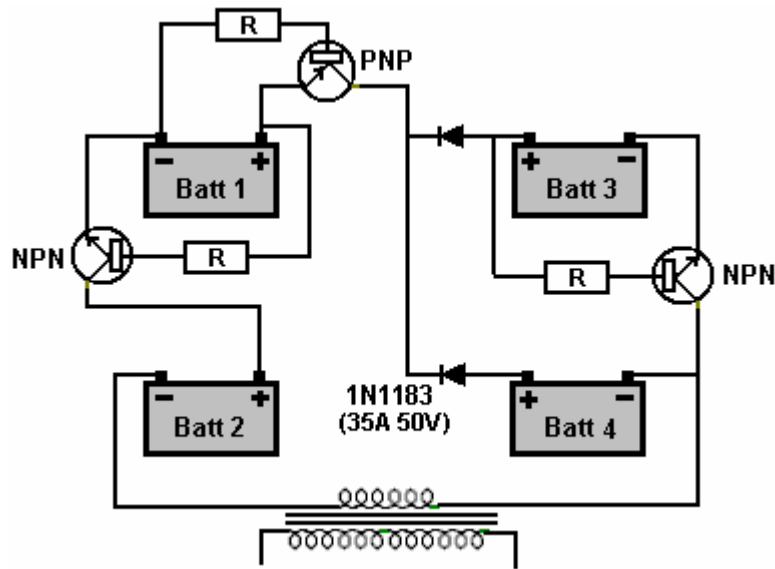 R
PNP
- +
Batt 1
+ -
Batt 3
NPN
R
R
NPN
- +
Batt 2
1N1183
(35A 50V)
+ -
Batt 4